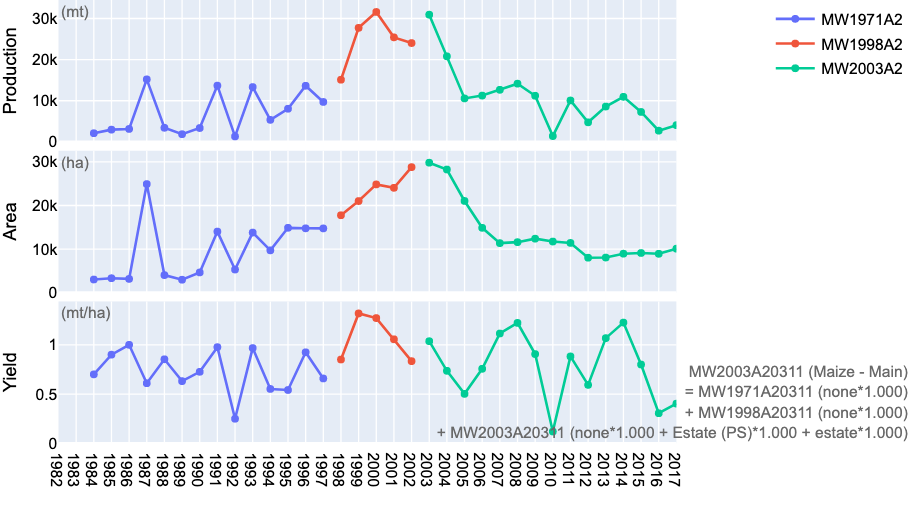 Production
(mt)
30k
20k
10k
0
MW1971A2
MW1998A2
MW2003A2
Area
(ha)
30k
20k
10k
0
Yield
(mt/ha)
1
0.5
0
MW2003A20311 (Maize - Main)
= MW1971A20311 (none*1.000)
+ MW1998A20311 (none*1.000)
+ MW2003A20311 (none*1.000 + Estate (PS)*1.000 + estate*1.000)
1982
1983
1984
1985
1986
1987
1988
1989
1990
1991
1992
1993
1994
1995
1996
1997
1998
1999
2000
2001
2002
2003
2004
2005
2006
2007
2008
2009
2010
2011
2012
2013
2014
2015
2016
2017